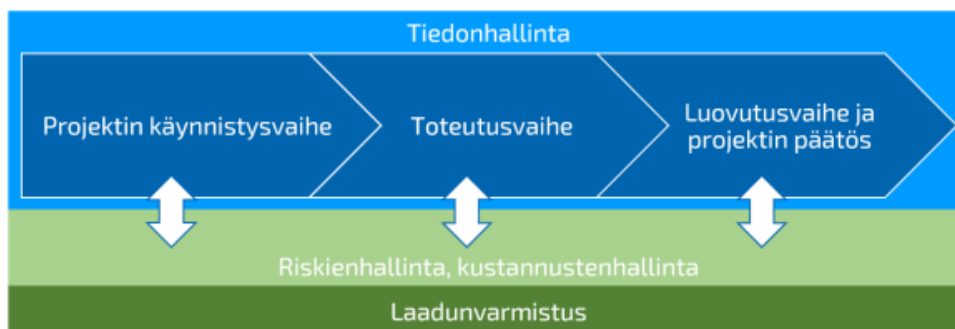 Tiedonhallinta
Projektin käynnistysvaihe
Toteutusvaihe
Luovutusvaihe ja
projektin päätös
Riskienhallinta, kustannustenhallinta
Laadunvarmistus